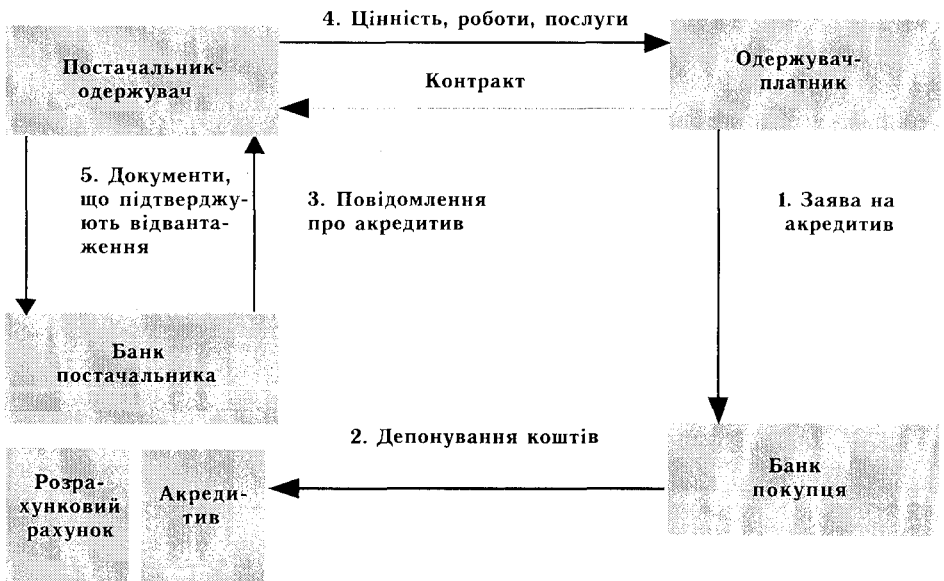 4. Цінність, роботи, послуги
Постачальник-
одержувач
Контракт
Одержувач-
платник
5. Документи,
що підтверджу-
ють відванта-
ження
3. Повідомлення
про акредитив
1. Заява на
акредитив
Банк
постачальника
2. Депонування коштів
Розра-
хунковий
рахунок
Акреди-
тив
Банк
покупця